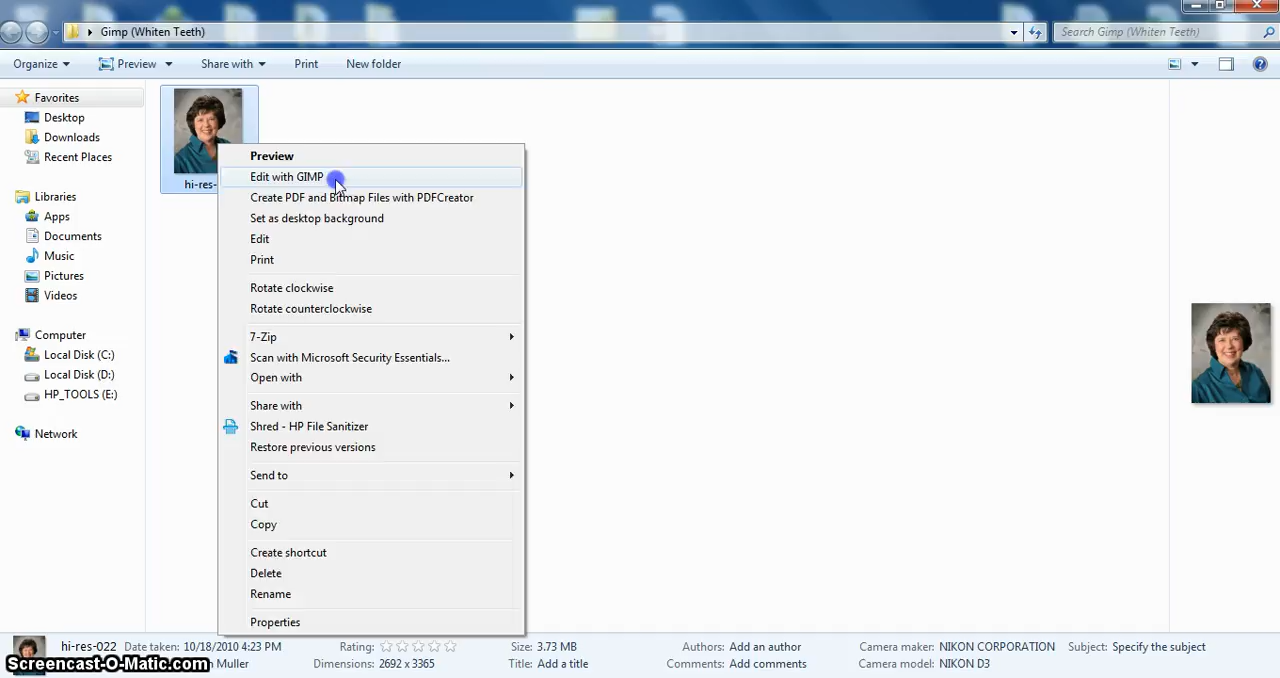 Gimp (Whiten Teeth)
Search Gimp (Whiten Teeth)
Organize
Preview
Share with
Print
New folder
Favorites
Desktop
Downloads
Recent Places
Libraries
Apps
Documents
Music
Pictures
Videos
Computer
Local Disk (C:)
Local Disk (D:)
HP_TOOLS (E:)
Network
hi-res-
Preview
Edit with GIMP
Create PDF and Bitmap Files with PDFCreator
Set as desktop background
Edit
Print
Rotate clockwise
Rotate counterclockwise
7-Zip
Scan with Microsoft Security Essentials...
Open with
Share with
Shred - HP File Sanitizer
Restore previous versions
Send to
Cut
Copy
Create shortcut
Delete
Rename
Properties
hi-res-022 Date taken: 10/18/2010 4:23 PM Rating: Size: 3.73 MB Authors: Add an author Camera maker: NIKON CORPORATION Subject: Specify the subject
Muller Dimensions: 2692 x 3365 Title: Add a title Comments: Add comments Camera model: NIKON D3
Screencast-O-Matic.com